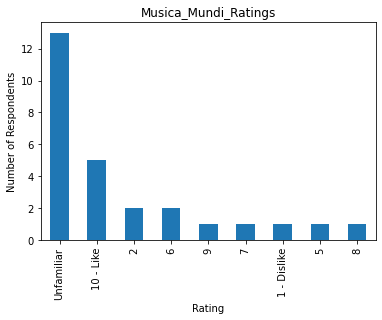 Musica_Mundi_Ratings
Number of Respondents
12
10
8
6
4
2
0
Unfamiliar
10 - Like
2
6
9
7
1 - Dislike
5
8
Rating